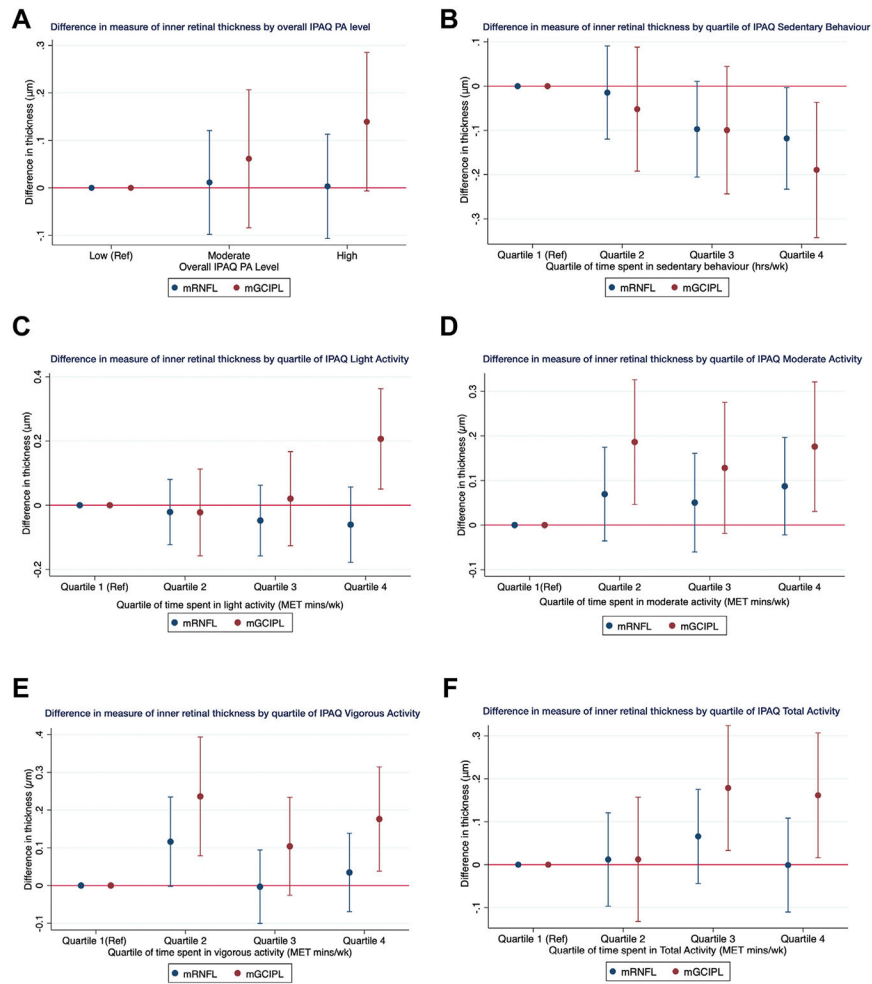 A
Difference in measure of inner retinal thickness by overall IPAQ PA level
Difference in thickness (µm)
.3
.2
.1
0
-.1
Low (Ref)
Moderate
High
Overall IPAQ PA Level
mRNFL
mGCIPL
B
Difference in measure of inner retinal thickness by quartile of IPAQ Sedentary Behaviour
Difference in thickness (µm)
.1
0
-.1
-.2
-.3
Quartile 1 (Ref)
Quartile 2
Quartile 3
Quartile 4
Quartile of time spent in sedentary behaviour (hrs/wk)
mRNFL
mGCIPL
C
Difference in measure of inner retinal thickness by quartile of IPAQ Light Activity
Difference in thickness (µm)
0.4
0.2
0
-0.2
Quartile 1 (Ref)
Quartile 2
Quartile 3
Quartile 4
Quartile of time spent in light activity (MET mins/wk)
mRNFL
mGCIPL
D
Difference in measure of inner retinal thickness by quartile of IPAQ Moderate Activity
Difference in thickness (µm)
0.3
0.2
0.1
0
-0.1
Quartile 1(Ref)
Quartile 2
Quartile 3
Quartile 4
Quartile of time spent in moderate activity (MET mins/wk)
mRNFL
mGCIPL
E
Difference in measure of inner retinal thickness by quartile of IPAQ Vigorous Activity
Difference in thickness (µm)
.4
0.3
0.2
0.1
0
-0.1
Quartile 1(Ref)
Quartile 2
Quartile 3
Quartile 4
Quartile of time spent in vigorous activity (MET mins/wk)
mRNFL
mGCIPL
F
Difference in measure of inner retinal thickness by quartile of IPAQ Total Activity
Difference in thickness (µm)
.3
.2
.1
0
-.1
Quartile 1 (Ref)
Quartile 2
Quartile 3
Quartile 4
Quartile of time spent in Total Activity (MET mins/wk)
mRNFL
mGCIPL